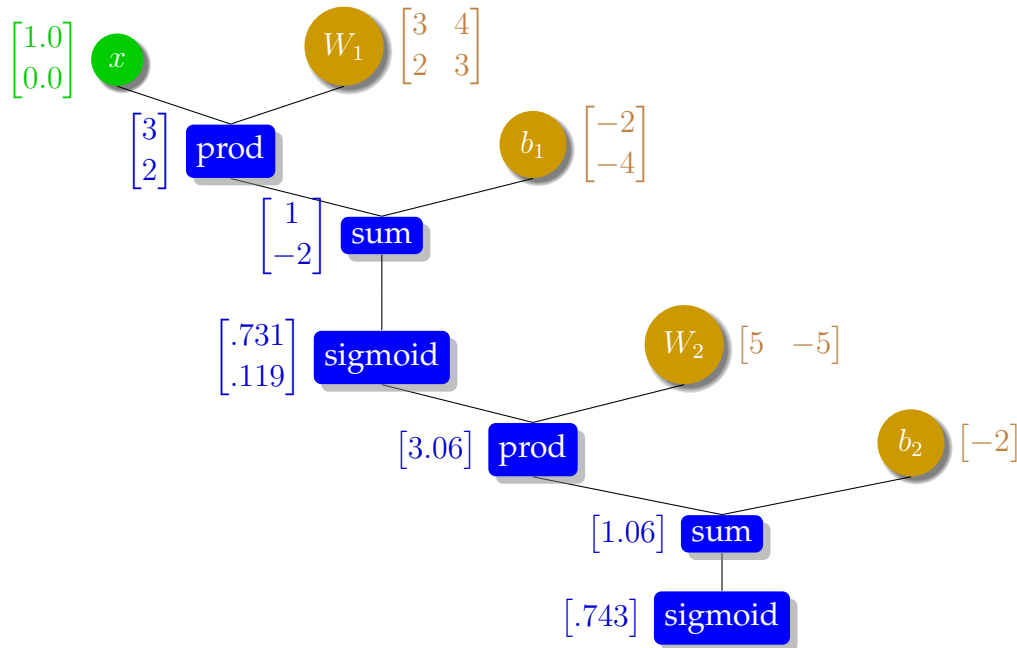 [1.0 0.0] x W₁ [3 4 2 3]
[3 2] prod b₁ [−2 −4]
[1 −2] sum
[.731 .119] sigmoid W₂ [5 −5]
[3.06] prod b₂ [−2]
[1.06] sum
[.743] sigmoid